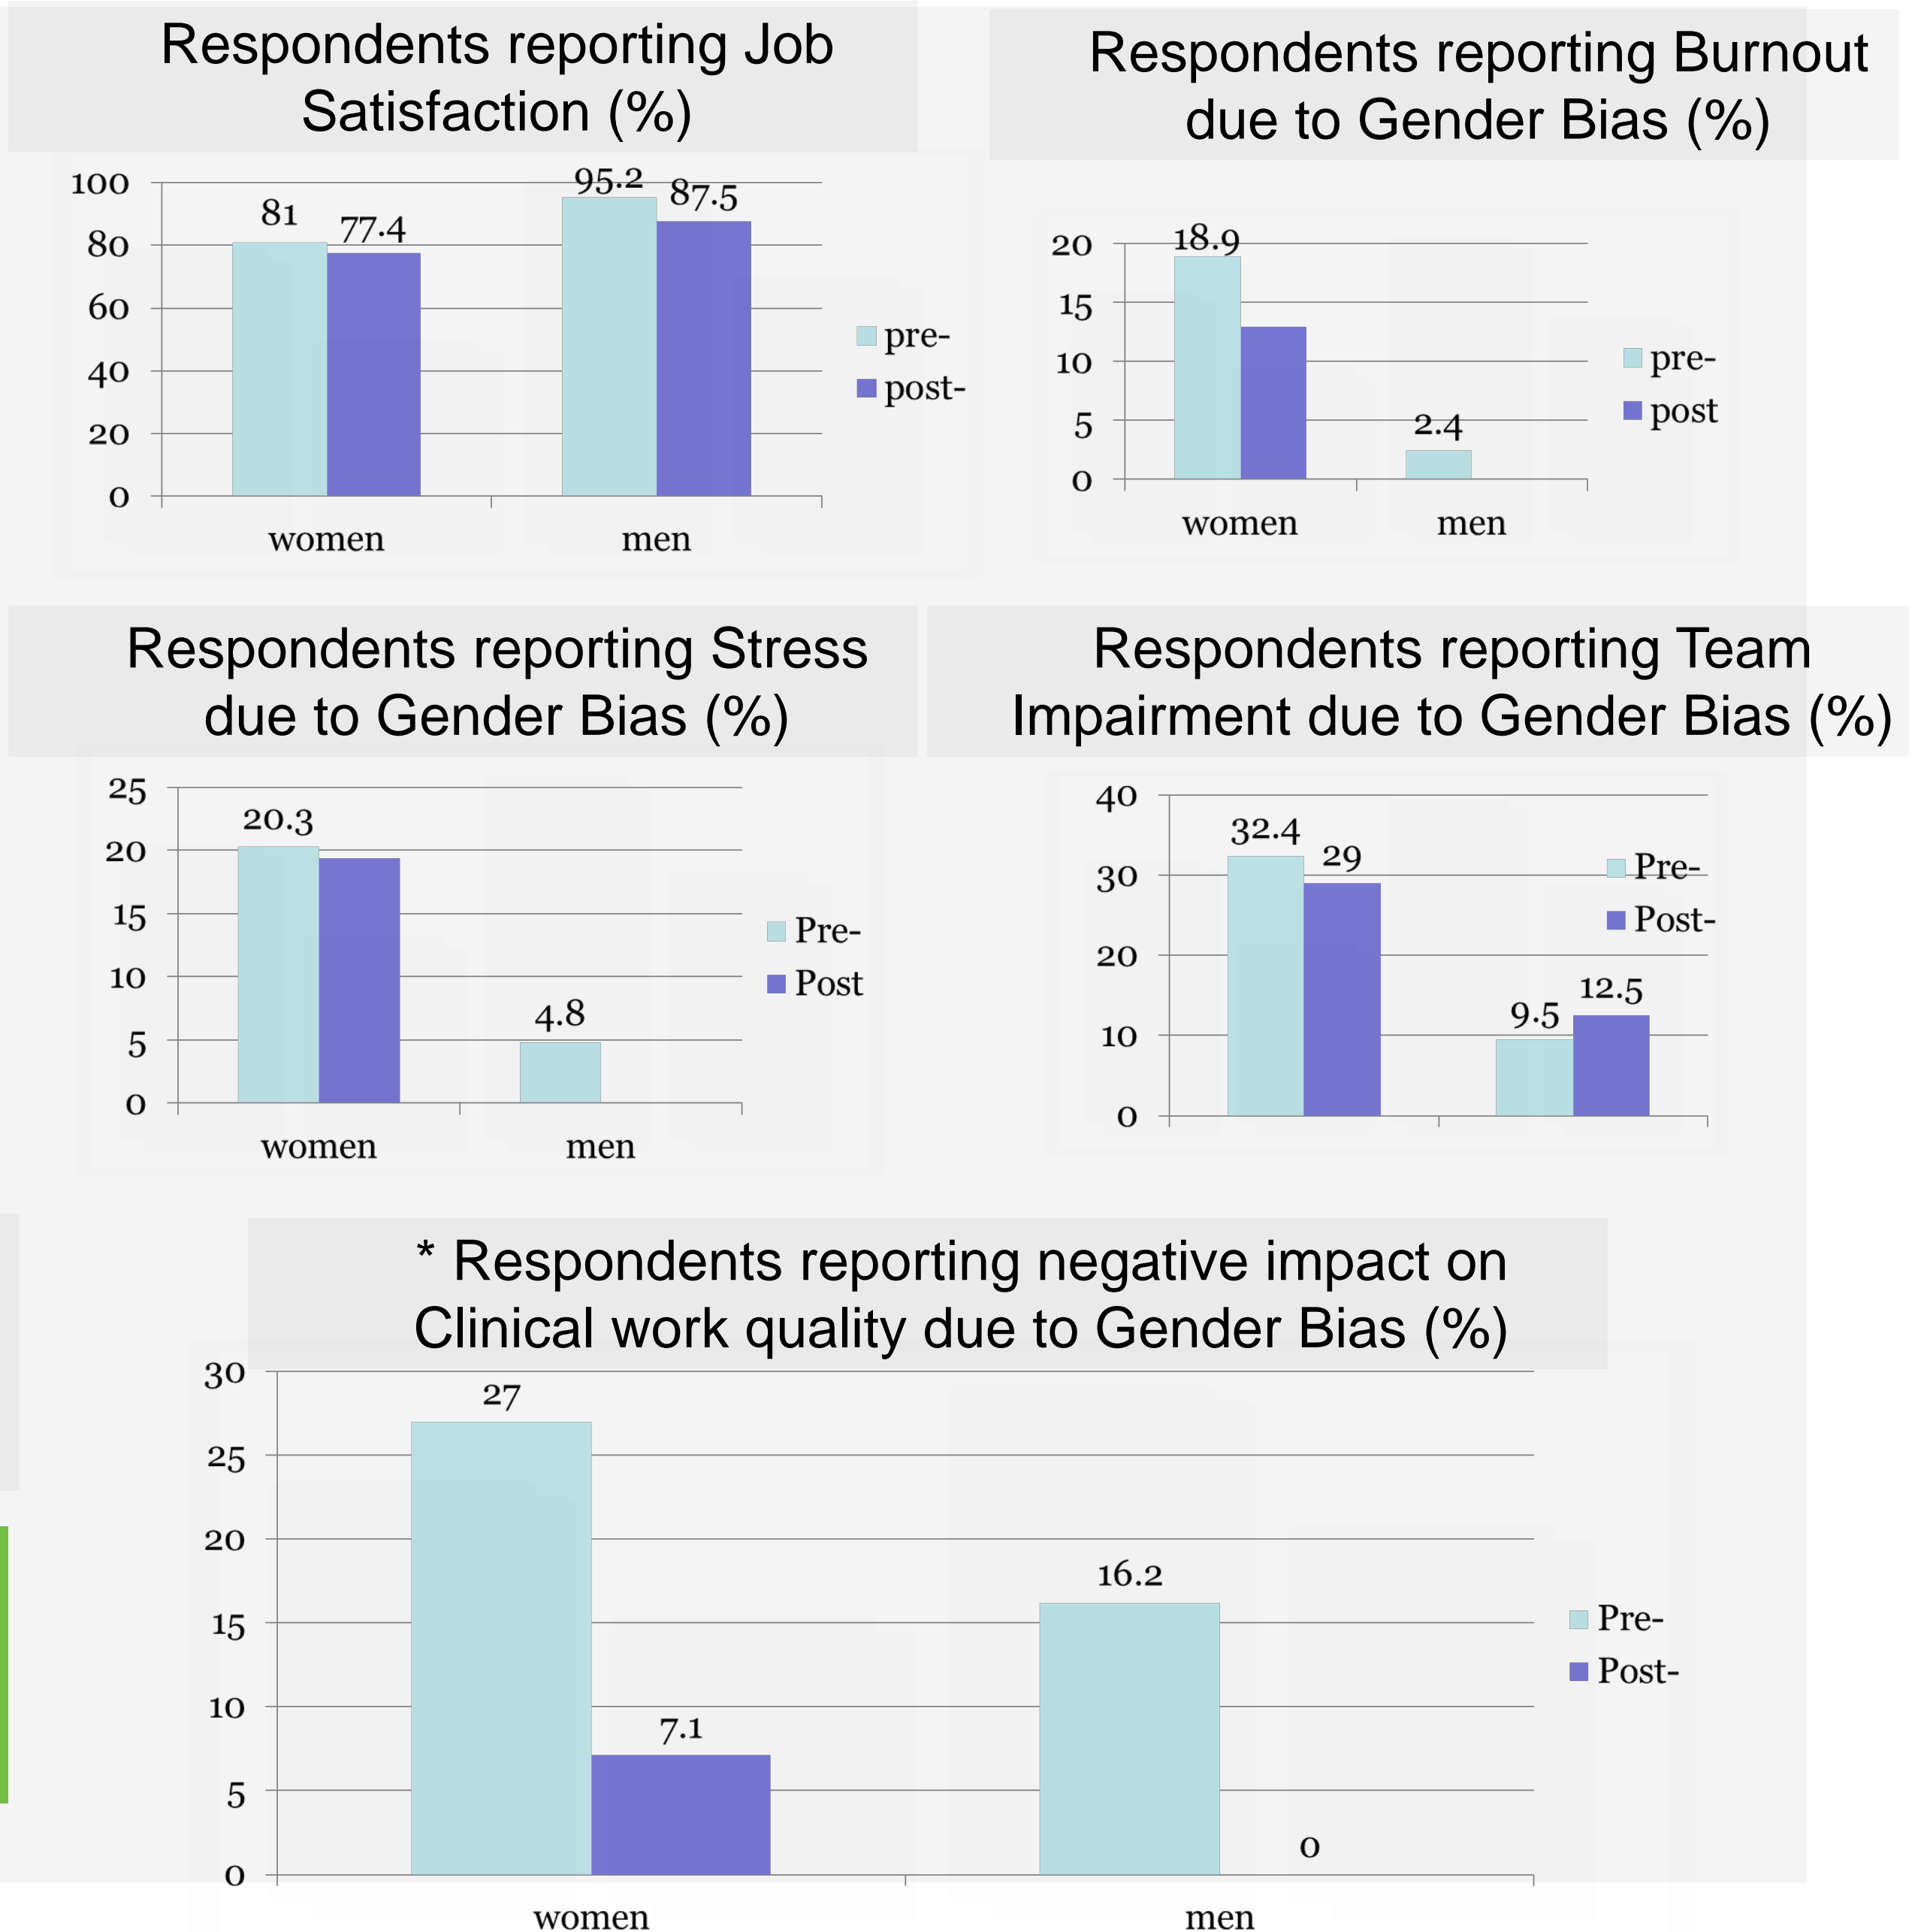 Respondents reporting Job
Satisfaction (%)
100
80
60
40
20
0
81
77.4
95.2
87.5
women
men
pre-
post-
Respondents reporting Burnout
due to Gender Bias (%)
20
15
10
5
0
18.9
2.4
women
men
pre-
post
Respondents reporting Stress
due to Gender Bias (%)
25
20
15
10
5
0
20.3
4.8
women
men
Pre-
Post
Respondents reporting Team
Impairment due to Gender Bias (%)
40
30
20
10
0
32.4
29
9.5
12.5
Pre-
Post-
* Respondents reporting negative impact on
Clinical work quality due to Gender Bias (%)
30
25
20
15
10
5
0
27
7.1
16.2
0
women
men
Pre-
Post-